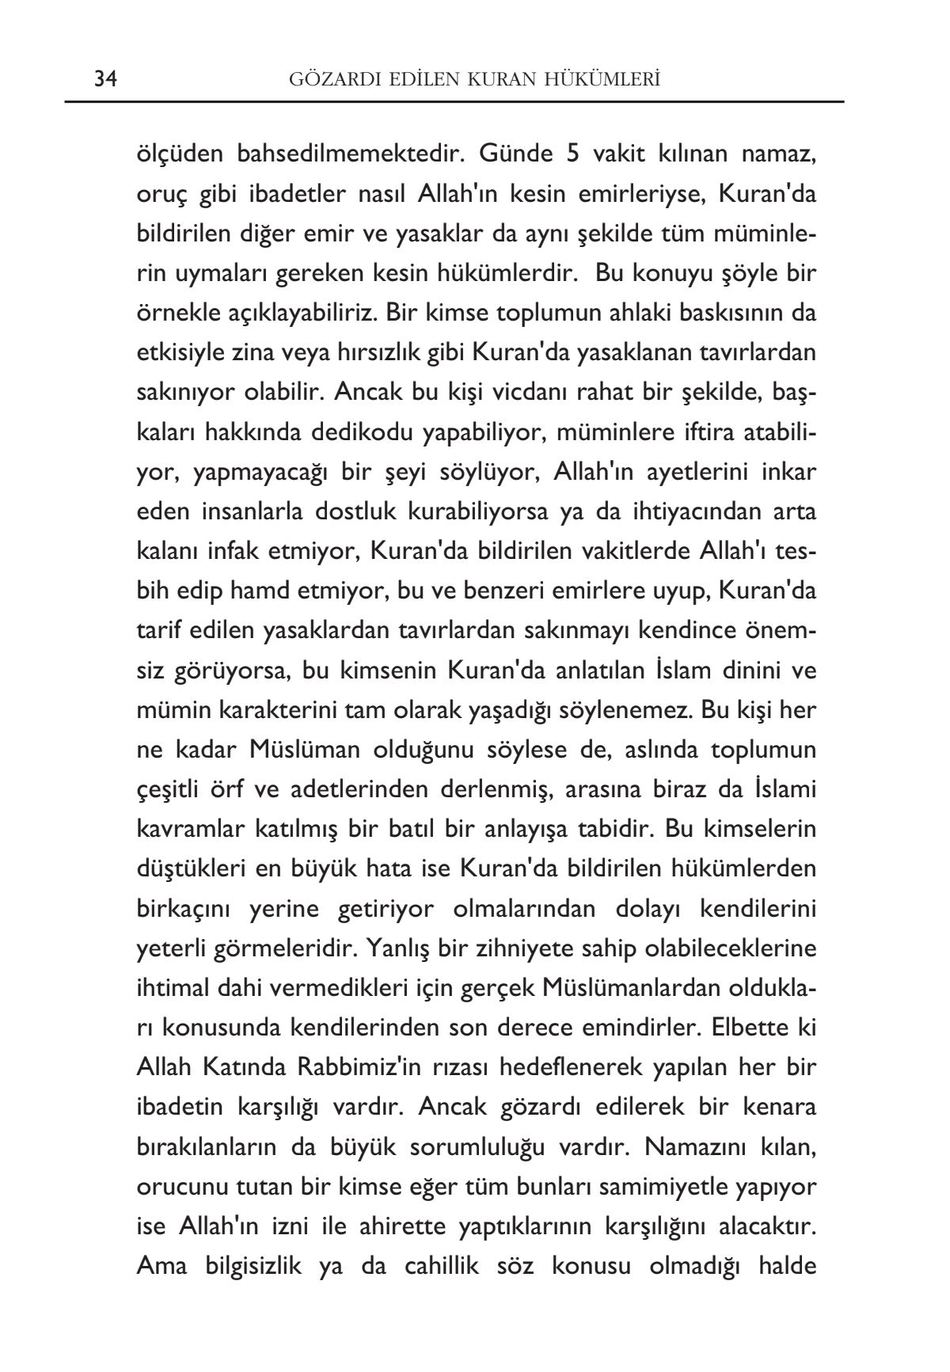 34
GÖZARDI EDİLEN KURAN HÜKÜMLERİ
ölçüden bahsedilmemektedir. Günde 5 vakit kılınan namaz,
oruç gibi ibadetler nasıl Allah'ın kesin emirleriyse, Kuran'da
bildirilen diğer emir ve yasaklar da aynı şekilde tüm müminle-
rin uymaları gereken kesin hükümlerdir.  Bu konuyu şöyle bir
örnekle açıklayabiliriz. Bir kimse toplumun ahlaki baskısının da
etkisiyle zina veya hırsızlık gibi Kuran'da yasaklanan tavırlardan
sakınıyor olabilir. Ancak bu kişi vicdanı rahat bir şekilde, baş-
kaları hakkında dedikodu yapabiliyor, müminlere iftira atabili-
yor, yapmayacağı bir şeyi söylüyor, Allah'ın ayetlerini inkar
eden insanlarla dostluk kurabiliyorsa ya da ihtiyacından arta
kalanı infak etmiyor, Kuran'da bildirilen vakitlerde Allah'ı tes-
bih edip hamd etmiyor, bu ve benzeri emirlere uyup, Kuran'da
tarif edilen yasaklardan tavırlardan sakınmayı kendince önem-
siz görüyorsa, bu kimsenin Kuran'da anlatılan İslam dinini ve
mümin karakterini tam olarak yaşadığı söylenemez. Bu kişi her
ne kadar Müslüman olduğunu söylese de, aslında toplumun
çeşitli örf ve adetlerinden derlenmiş, arasına biraz da İslami
kavramlar katılmış bir batıl bir anlayışa tabidir. Bu kimselerin
düştükleri en büyük hata ise Kuran'da bildirilen hükümlerden
birkaçını yerine getiriyor olmalarından dolayı kendilerini
yeterli görmeleridir. Yanlış bir zihniyete sahip olabileceklerine
ihtimal dahi vermedikleri için gerçek Müslümanlardan oldukla-
rı konusunda kendilerinden son derece emindirler. Elbette ki
Allah Katında Rabbimiz'in rızası hedeflenerek yapılan her bir
ibadetin karşılığı vardır. Ancak gözardı edilerek bir kenara
bırakılanların da büyük sorumluluğu vardır. Namazını kılan,
orucunu tutan bir kimse eğer tüm bunları samimiyetle yapıyor
ise Allah'ın izni ile ahirette yaptıklarının karşılığını alacaktır.
Ama bilgisizlik ya da cahillik söz konusu olmadığı halde